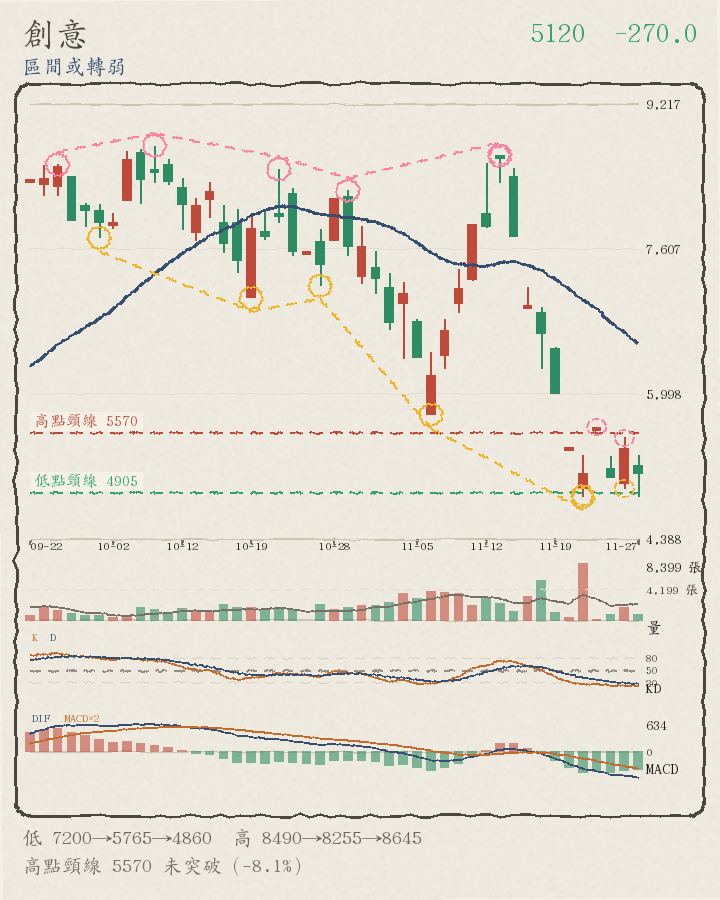 創意
5120 -270.0
區間或轉弱
9,217
7,607
5,998
高點頸線 5570
低點頸線 4905
4,388
09-22 10-02 10-12 10-19 10-28 11-05 11-12 11-19 11-27
8,399 張
4,199 張
量
K D
80
50
20
KD
DIF MACD×2
634
0
MACD
低 7200→5765→4860 高 8490→8255→8645
高點頸線 5570 未突破 (-8.1%)